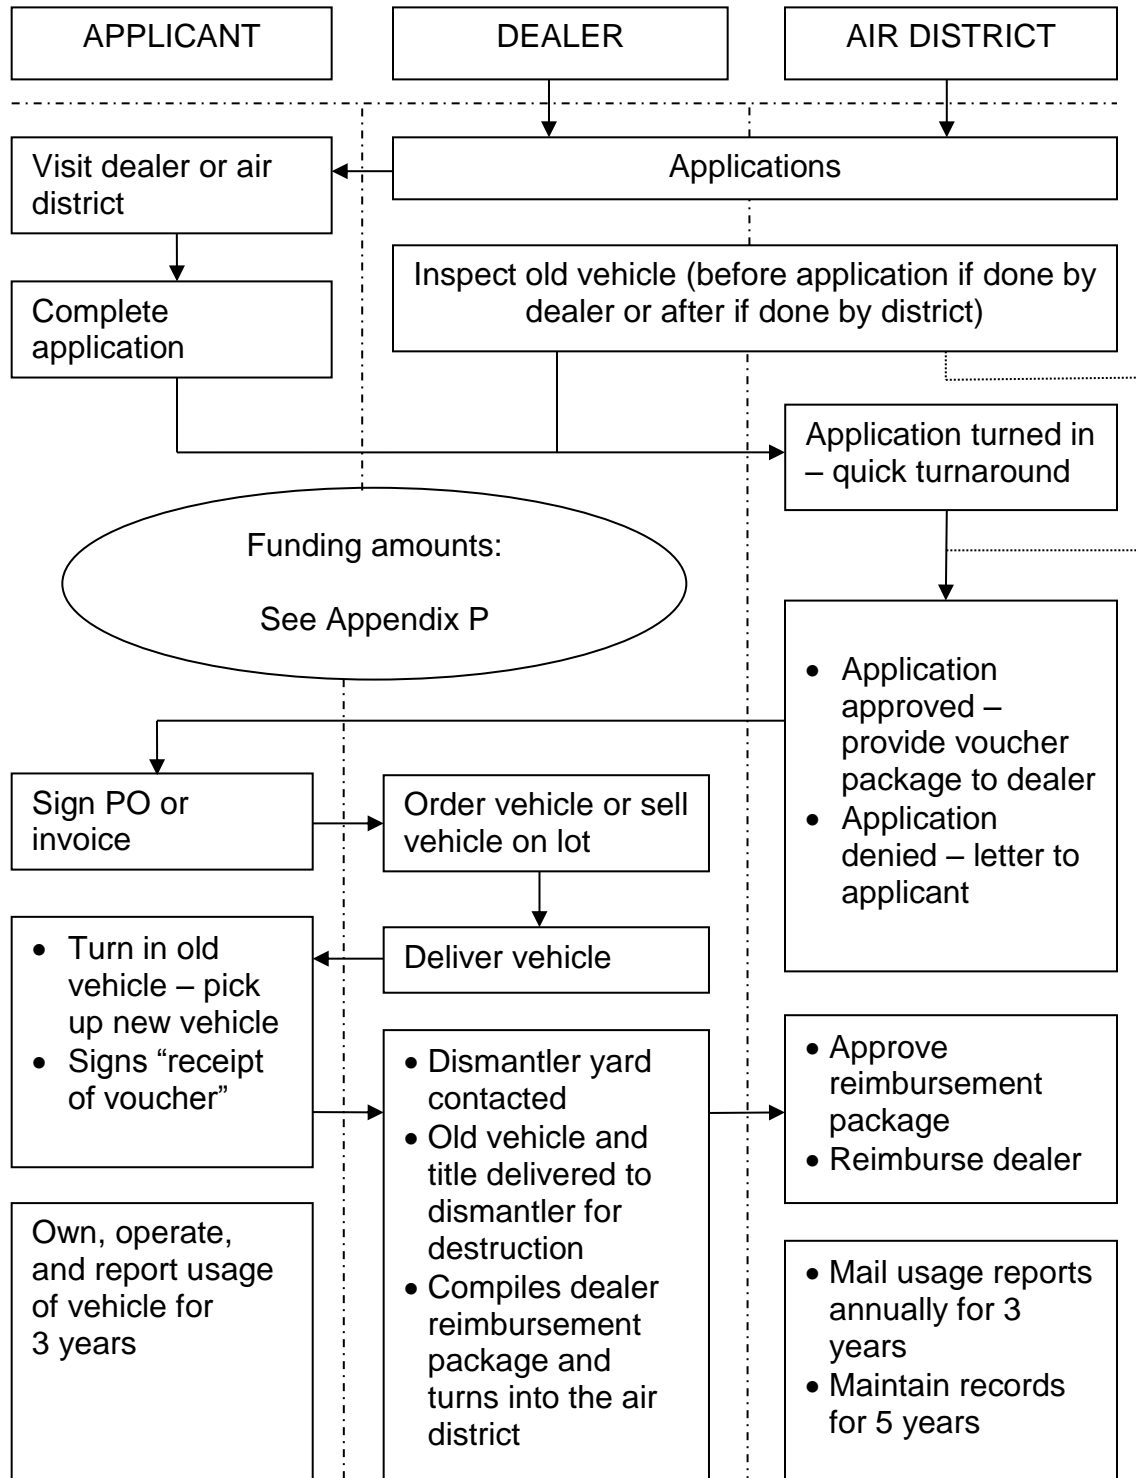 APPLICANT
DEALER
AIR DISTRICT
Applications
Visit dealer or air
district
Inspect old vehicle (before application if done by
dealer or after if done by district)
Complete
application
Application turned in
– quick turnaround
Funding amounts:
See Appendix P
• Application
approved –
provide voucher
package to dealer
• Application
denied – letter to
applicant
Sign PO or
invoice
Order vehicle or sell
vehicle on lot
Deliver vehicle
• Turn in old
vehicle – pick
up new vehicle
• Signs “receipt
of voucher”
• Dismantler yard
contacted
• Old vehicle and
title delivered to
dismantler for
destruction
• Compiles dealer
reimbursement
package and
turns into the air
district
• Approve
reimbursement
package
• Reimburse dealer
Own, operate,
and report usage
of vehicle for
3 years
• Mail usage reports
annually for 3
years
• Maintain records
for 5 years